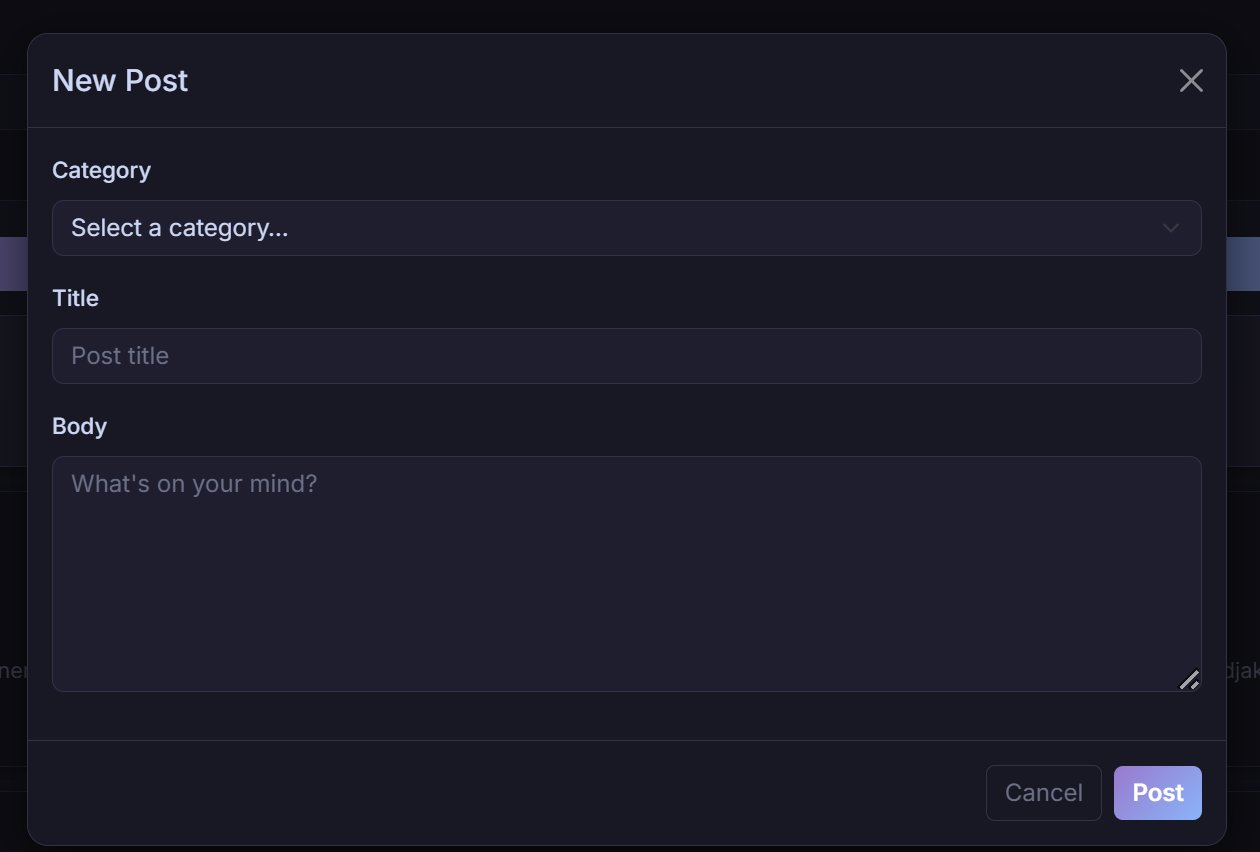 New Post
Category
Select a category...
Title
Post title
Body
What's on your mind?
Cancel
Post